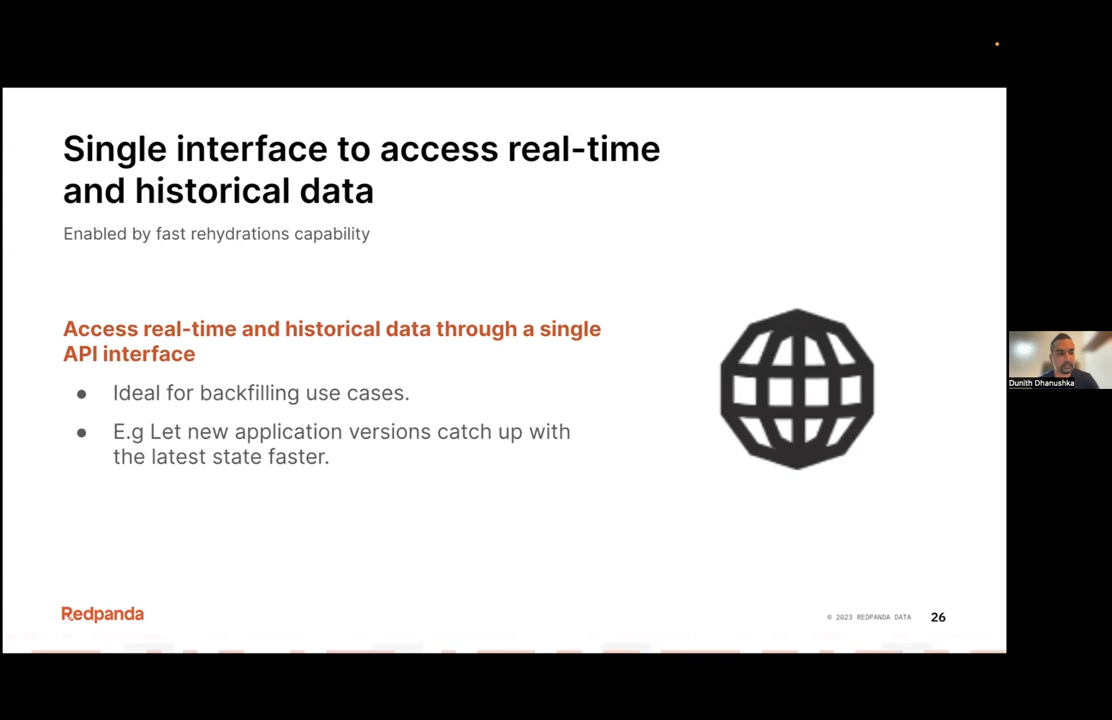 Single interface to access real-time
and historical data
Enabled by fast rehydrations capability
Access real-time and historical data through a single
API interface
● Ideal for backfilling use cases.
● E.g Let new application versions catch up with
the latest state faster.
Dunith Dhanushka
Redpanda
© 2023 REDPANDA DATA 26